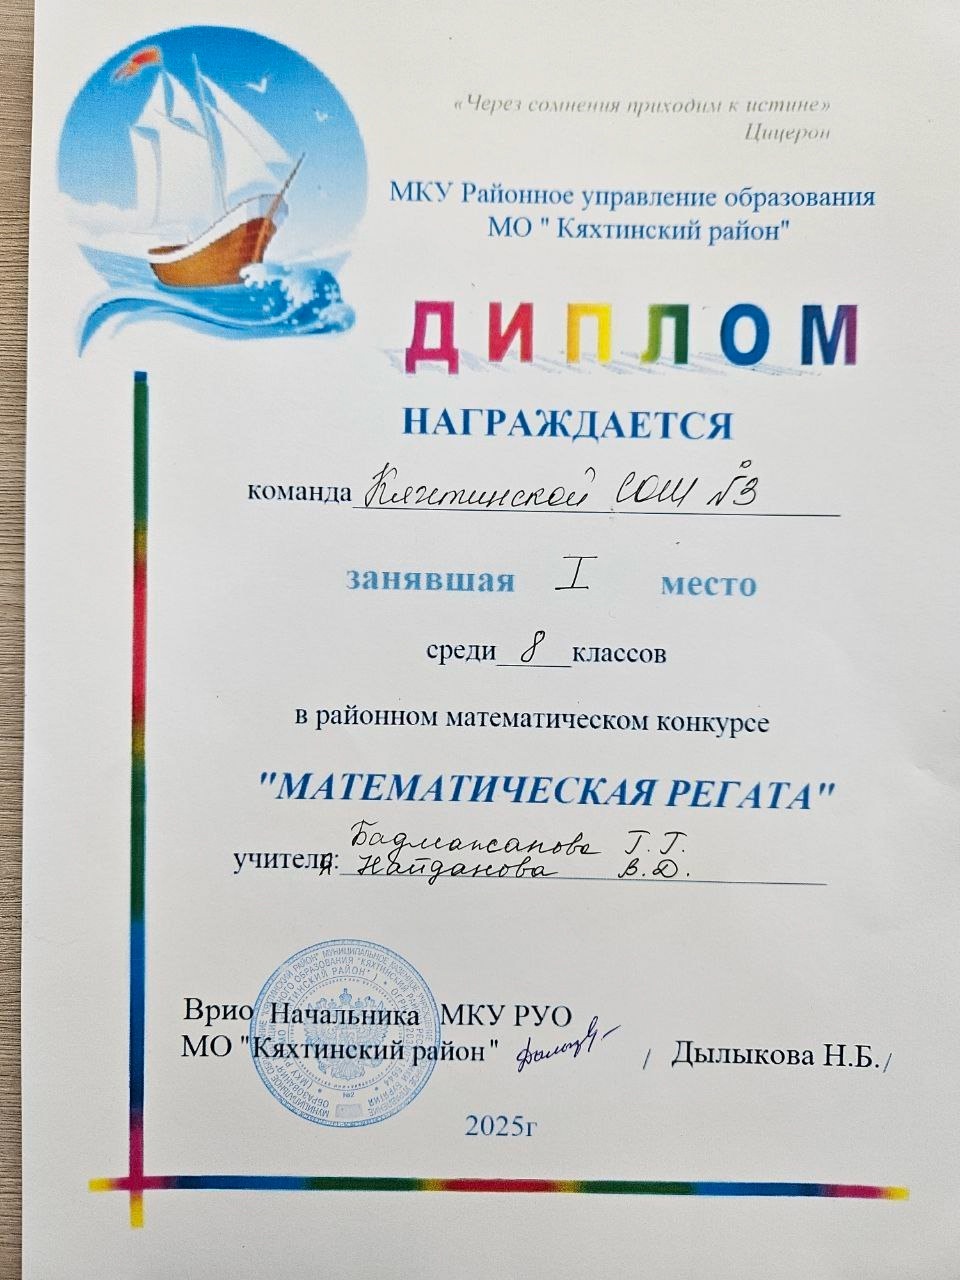 «Через сомнения приходим к истине»
Цицерон
МКУ Районное управление образования
МО " Кяхтинский район"
ДИПЛОМ
НАГРАЖДАЕТСЯ
команда Кяхтинской СОШ №3
занявшая I место
среди 8 классов
в районном математическом конкурсе
"МАТЕМАТИЧЕСКАЯ РЕГАТА"
Бадмажапова Г.Г.
учителя: Найданова В.Д.
Врио Начальника МКУ РУО
МО "Кяхтинский район" / Дылыкова Н.Б./
2025г